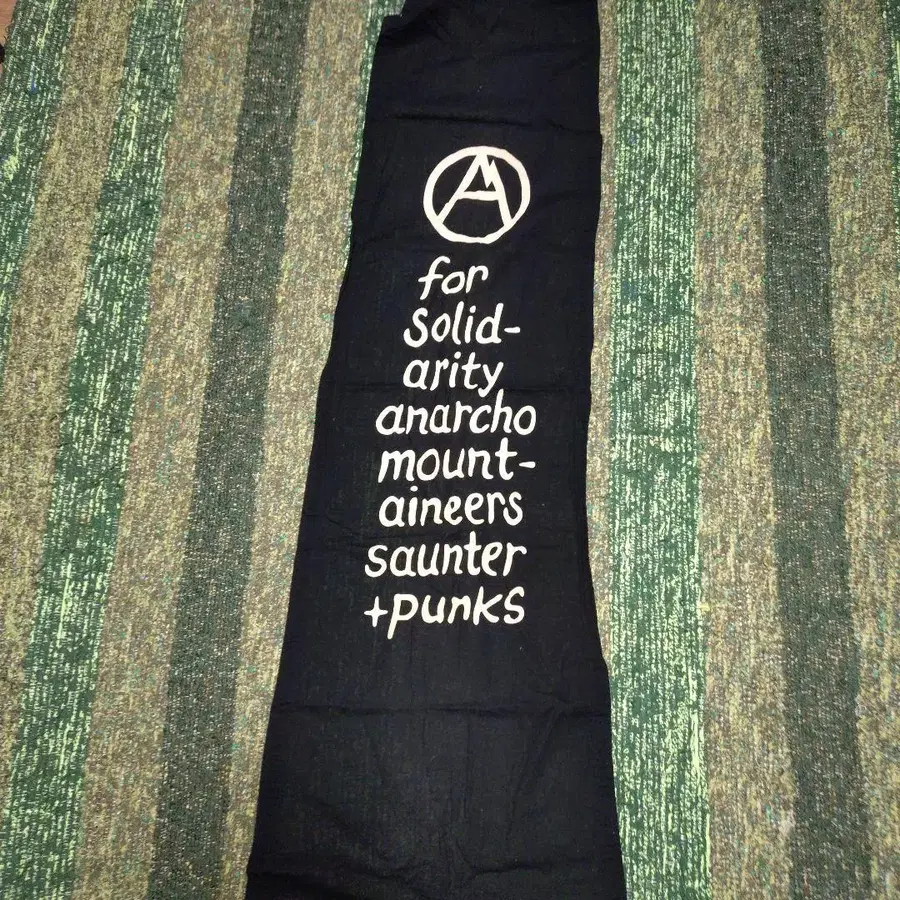 A
for
solid-
arity
anarcho
mount-
aineers
saunter
+punks